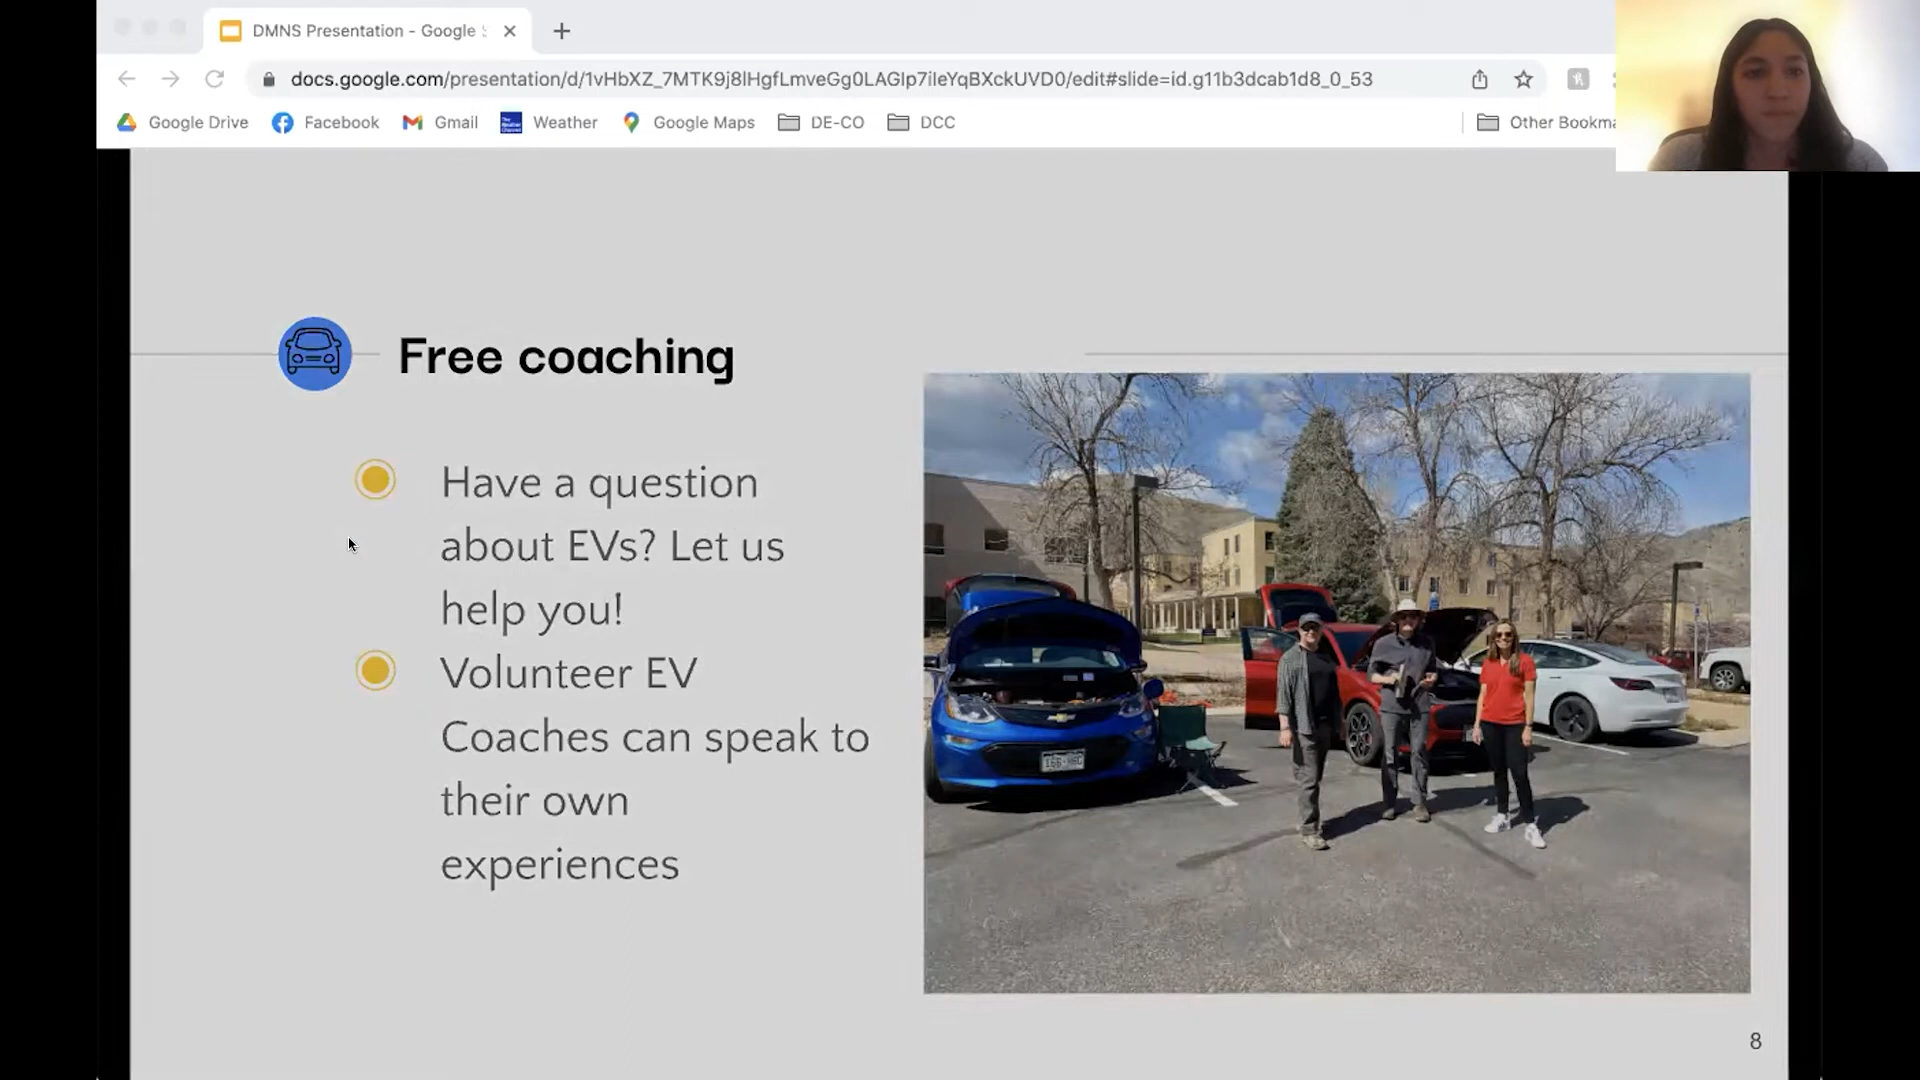 DMNS Presentation - Google S
docs.google.com/presentation/d/1vHbXZ_7MTK9j8lHgfLmveGg0LAGlp7ileYqBXckUVD0/edit#slide=id.g11b3dcab1d8_0_53
Google Drive Facebook Gmail Weather Google Maps DE-CO DCC Other Bookma
Free coaching
Have a question
about EVs? Let us
help you!
Volunteer EV
Coaches can speak to
their own
experiences
8